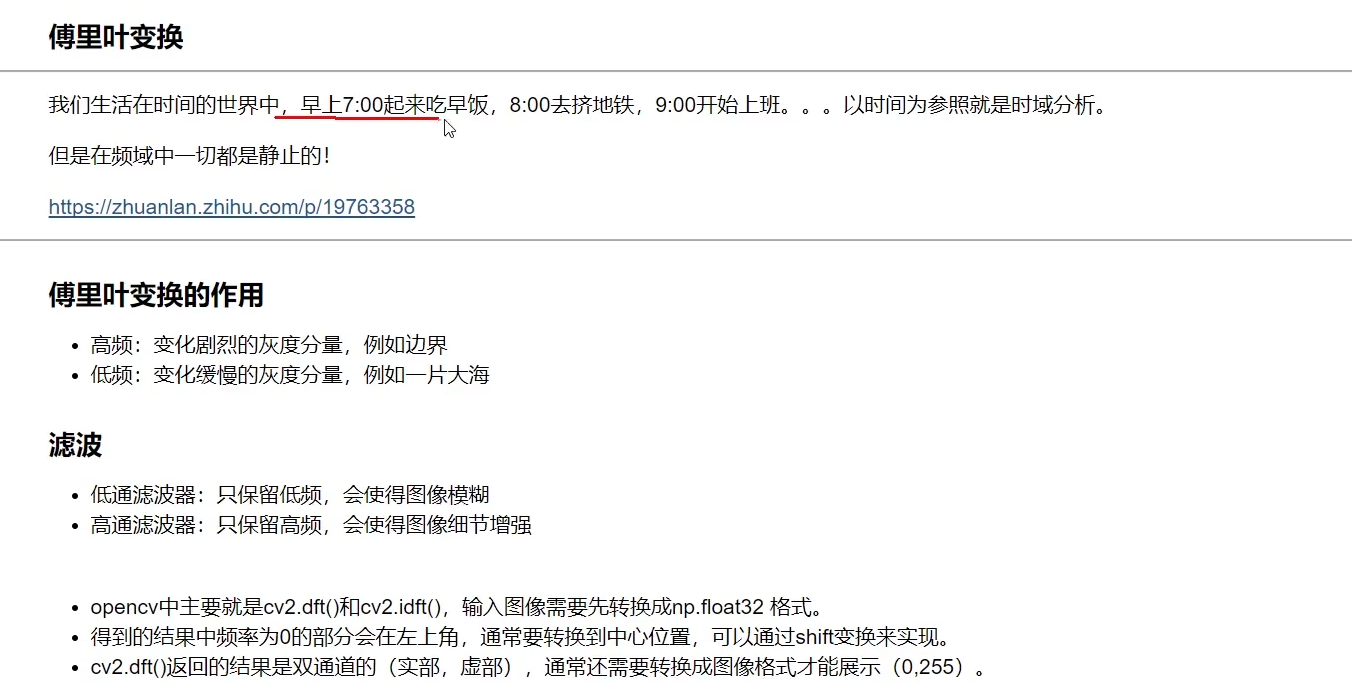 傅里叶变换
我们生活在时间的世界中，早上7:00起来吃早饭，8:00去挤地铁，9:00开始上班。。。以时间为参照就是时域分析。
但是在频域中一切都是静止的！
https://zhuanlan.zhihu.com/p/19763358
傅里叶变换的作用
• 高频：变化剧烈的灰度分量，例如边界
• 低频：变化缓慢的灰度分量，例如一片大海
滤波
• 低通滤波器：只保留低频，会使得图像模糊
• 高通滤波器：只保留高频，会使得图像细节增强
• opencv中主要就是cv2.dft()和cv2.idft()，输入图像需要先转换成np.float32 格式。
• 得到的结果中频率为0的部分会在左上角，通常要转换到中心位置，可以通过shift变换来实现。
• cv2.dft()返回的结果是双通道的（实部，虚部），通常还需要转换成图像格式才能展示（0,255）。